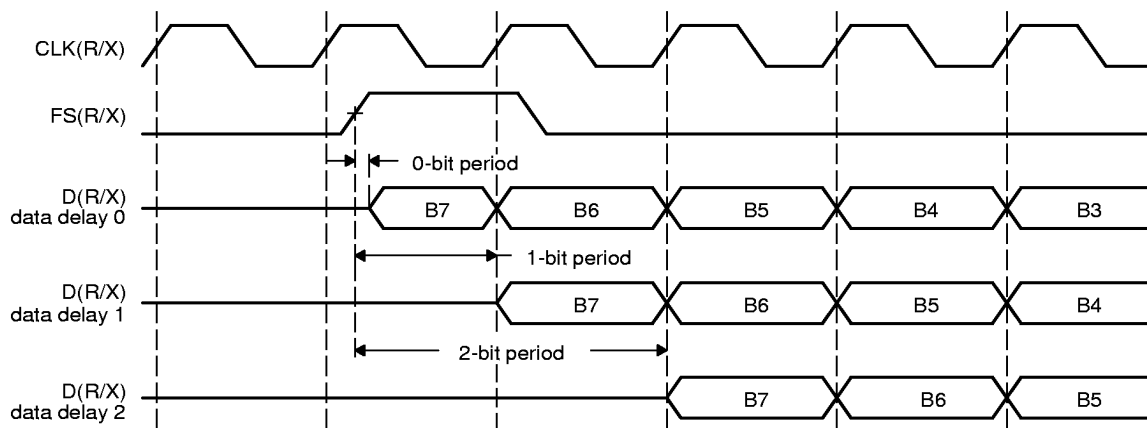 CLK(R/X)
FS(R/X)
0-bit period
D(R/X)
data delay 0
B7 B6 B5 B4 B3
1-bit period
D(R/X)
data delay 1
B7 B6 B5 B4
2-bit period
D(R/X)
data delay 2
B7 B6 B5